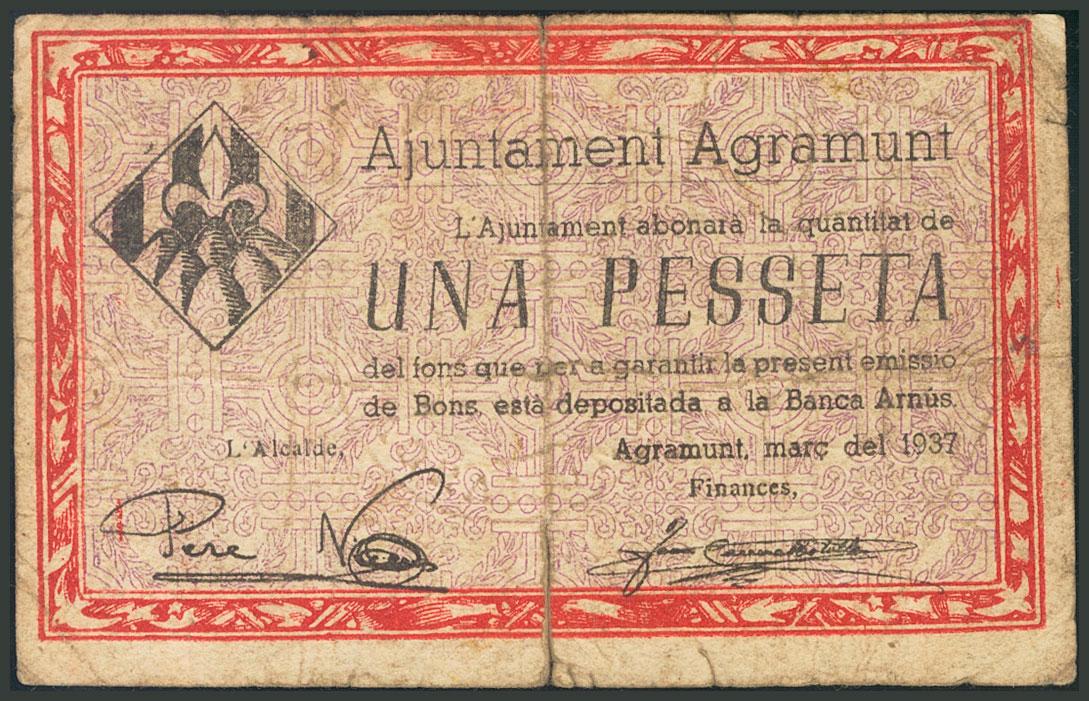 Ajuntament Agramunt
L'Ajuntament abonarà la quantitat de
UNA PESSETA
del fons que per a garantir la present emissio
de Bons, està depositada a la Banca Arnús.
Agramunt, març del 1937
L'Alcalde,
Finances,
Pere